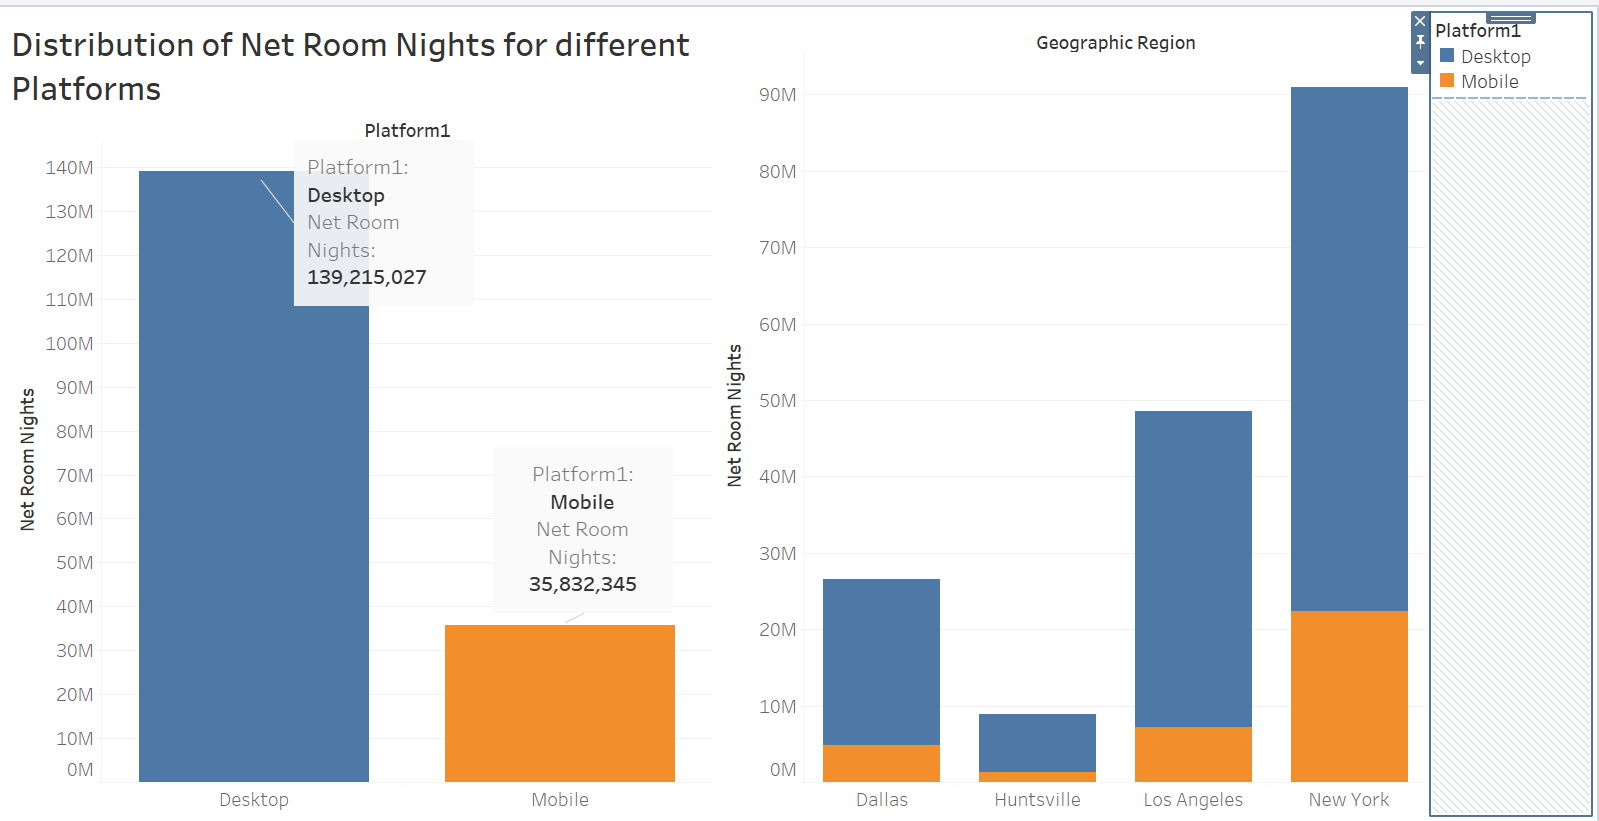 Distribution of Net Room Nights for different
Platforms
Platform1
140M
130M
120M
110M
100M
90M
80M
70M
60M
50M
40M
30M
20M
10M
0M
Net Room Nights
Platform1:
Desktop
Net Room
Nights:
139,215,027
Platform1:
Mobile
Net Room
Nights:
35,832,345
Desktop
Mobile
Geographic Region
90M
80M
70M
60M
50M
40M
30M
20M
10M
0M
Net Room Nights
Dallas
Huntsville
Los Angeles
New York
Platform1
Desktop
Mobile